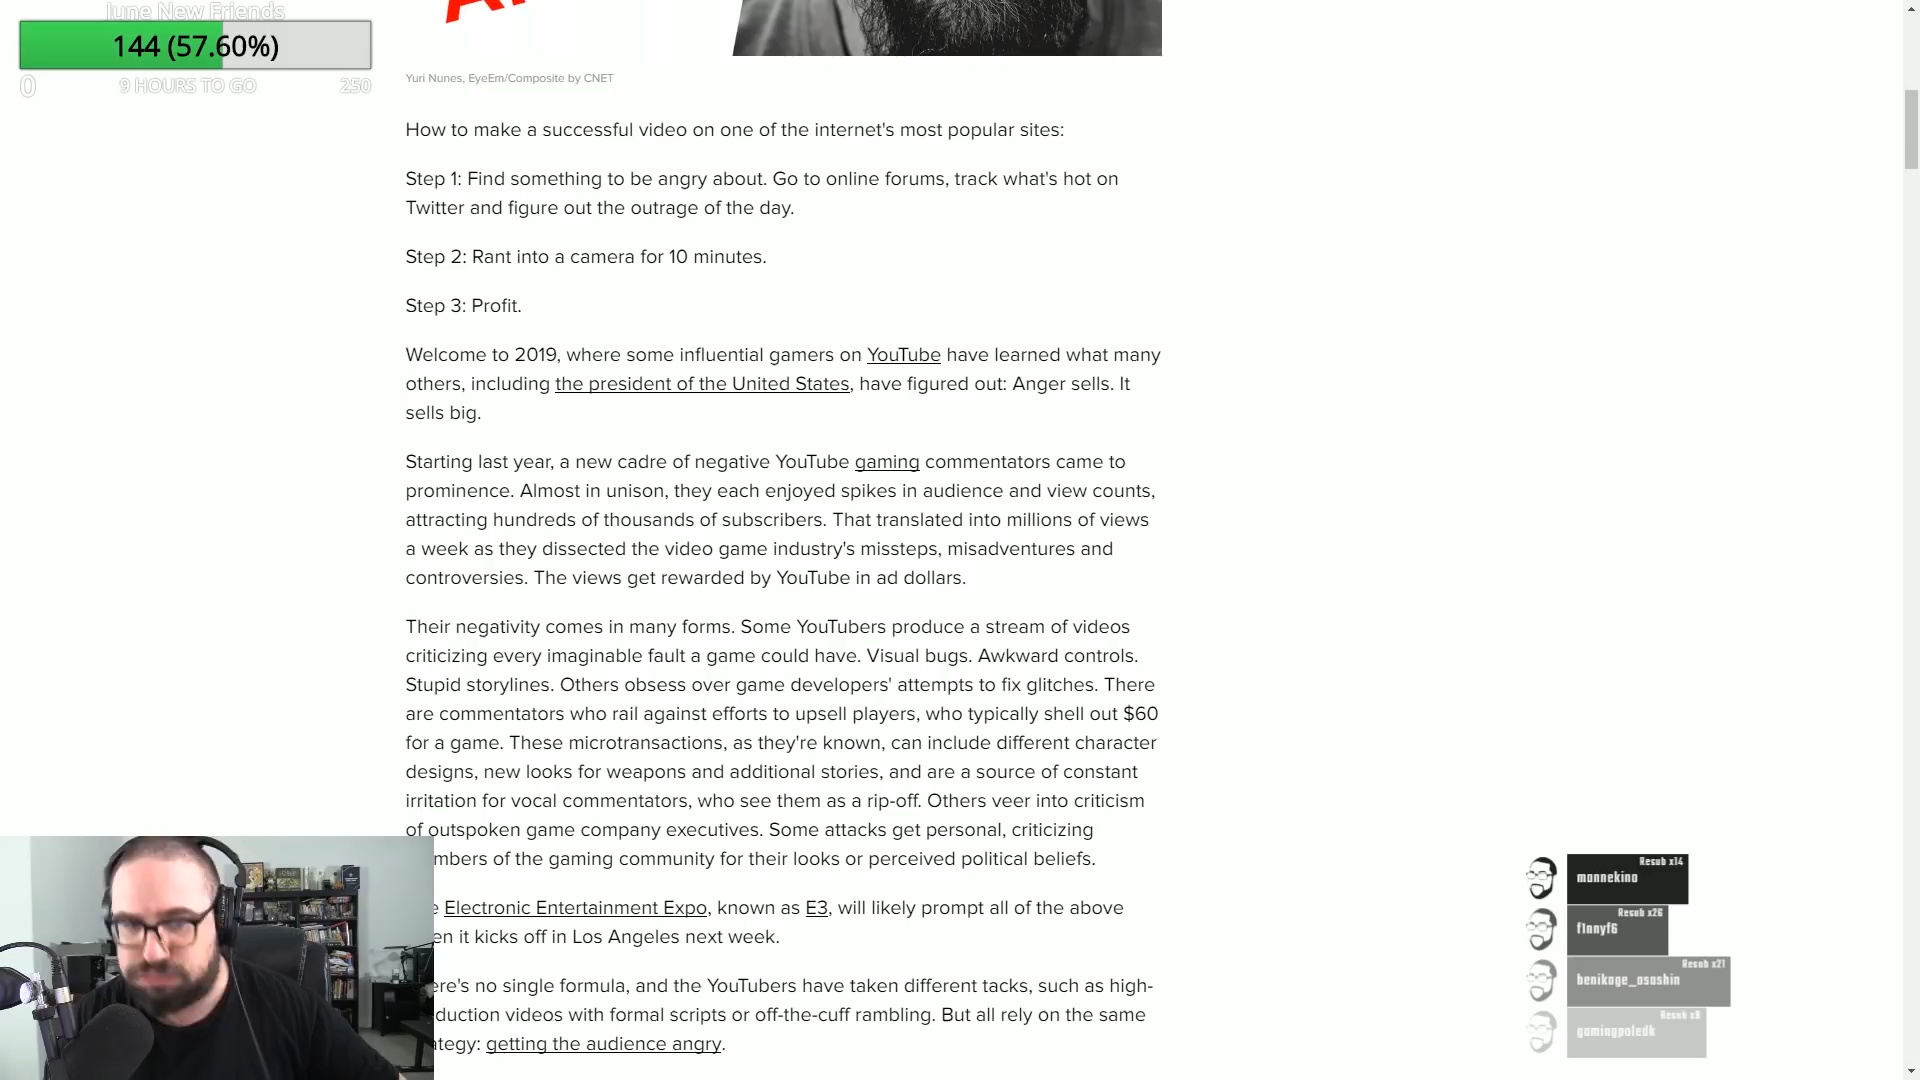 June New Friends
144 (57.60%)
0
9 HOURS TO GO
250
Yuri Nunes, EyeEm/Composite by CNET
How to make a successful video on one of the internet's most popular sites:
Step 1: Find something to be angry about. Go to online forums, track what's hot on
Twitter and figure out the outrage of the day.
Step 2: Rant into a camera for 10 minutes.
Step 3: Profit.
Welcome to 2019, where some influential gamers on YouTube have learned what many
others, including the president of the United States, have figured out: Anger sells. It
sells big.
Starting last year, a new cadre of negative YouTube gaming commentators came to
prominence. Almost in unison, they each enjoyed spikes in audience and view counts,
attracting hundreds of thousands of subscribers. That translated into millions of views
a week as they dissected the video game industry's missteps, misadventures and
controversies. The views get rewarded by YouTube in ad dollars.
Their negativity comes in many forms. Some YouTubers produce a stream of videos
criticizing every imaginable fault a game could have. Visual bugs. Awkward controls.
Stupid storylines. Others obsess over game developers' attempts to fix glitches. There
are commentators who rail against efforts to upsell players, who typically shell out $60
for a game. These microtransactions, as they're known, can include different character
designs, new looks for weapons and additional stories, and are a source of constant
irritation for vocal commentators, who see them as a rip-off. Others veer into criticism
of outspoken game company executives. Some attacks get personal, criticizing
mbers of the gaming community for their looks or perceived political beliefs.
e Electronic Entertainment Expo, known as E3, will likely prompt all of the above
en it kicks off in Los Angeles next week.
ere's no single formula, and the YouTubers have taken different tacks, such as high-
duction videos with formal scripts or off-the-cuff rambling. But all rely on the same
ategy: getting the audience angry.
Resub x14
mannekino
Resub x26
f1nnyf6
Resub x21
benikage_asashin
Resub x8
gamingpaledk